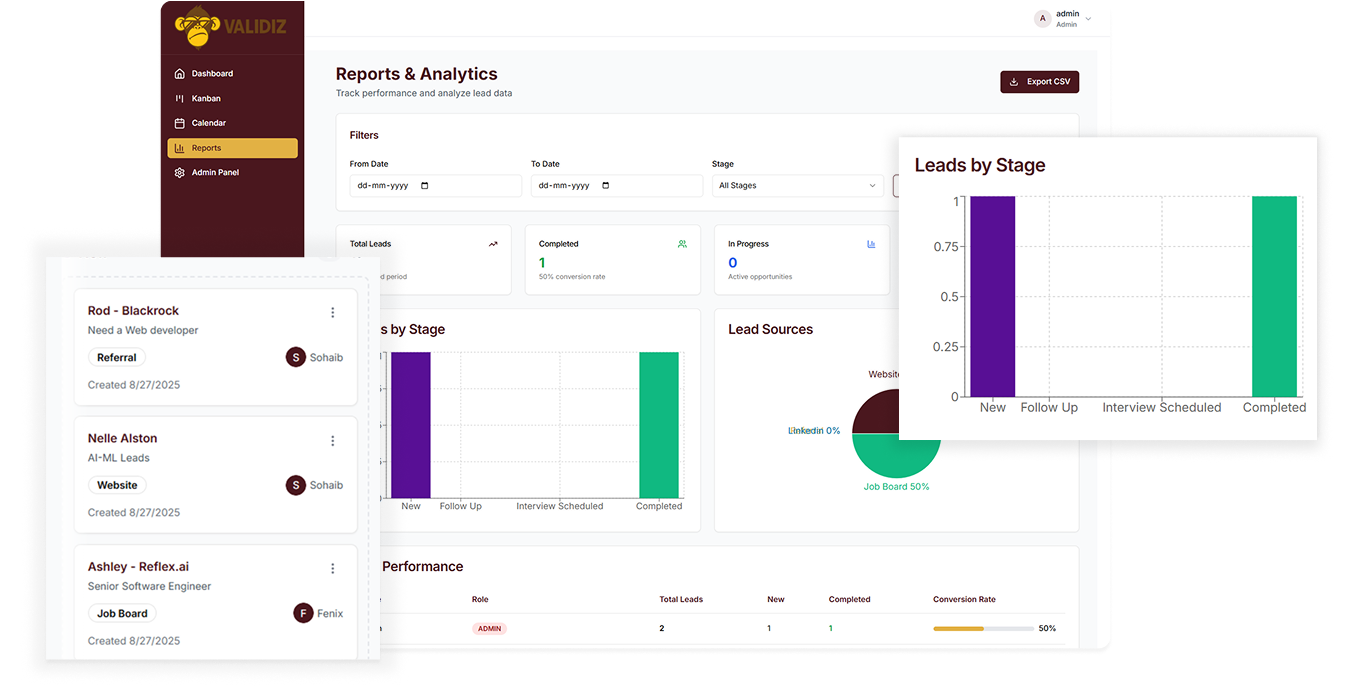 VALIDIZ
A
admin
Admin
Dashboard
Kanban
Calendar
Reports
Admin Panel
Reports & Analytics
Track performance and analyze lead data
Export CSV
Filters
From Date
To Date
Stage
dd-mm-yyyy
dd-mm-yyyy
All Stages
Total Leads
d period
Completed
1
50% conversion rate
In Progress
0
Active opportunities
s by Stage
New
Follow Up
Interview Scheduled
Completed
Lead Sources
Website
Linkedin 0%
Job Board 50%
Performance
Role
Total Leads
New
Completed
Conversion Rate
ADMIN
2
1
1
50%
Rod - Blackrock
Need a Web developer
Referral
S Sohaib
Created 8/27/2025
Nelle Alston
AI-ML Leads
Website
S Sohaib
Created 8/27/2025
Ashley - Reflex.ai
Senior Software Engineer
Job Board
F Fenix
Created 8/27/2025
Leads by Stage
1
0.75
0.5
0.25
0
New
Follow Up
Interview Scheduled
Completed